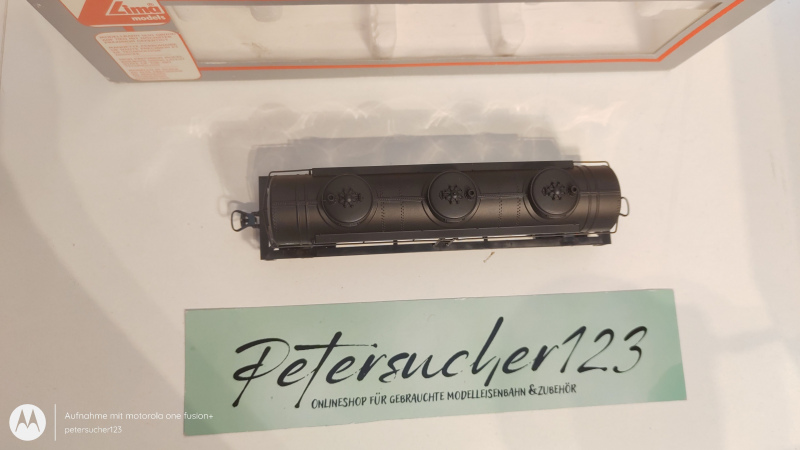 Lima
models
Petersucher123
ONLINESHOP FÜR GEBRAUCHTE MODELLEISENBAHN & ZUBEHÖR
Aufnahme mit motorola one fusion+
petersucher123